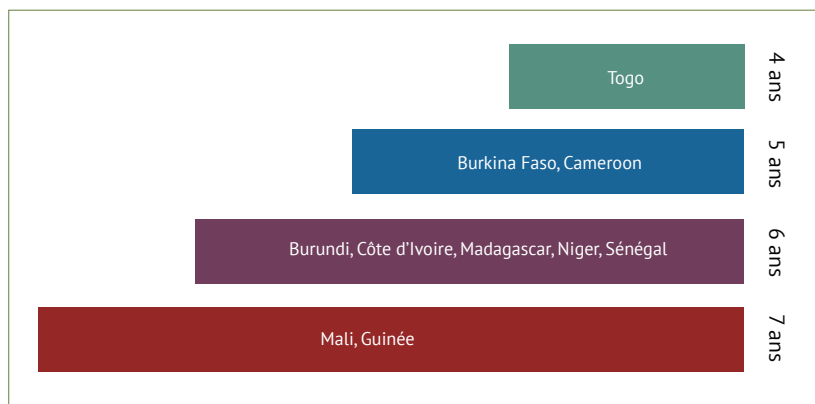 Togo
4 ans
Burkina Faso, Cameroon
5 ans
Burundi, Côte d’Ivoire, Madagascar, Niger, Sénégal
6 ans
Mali, Guinée
7 ans